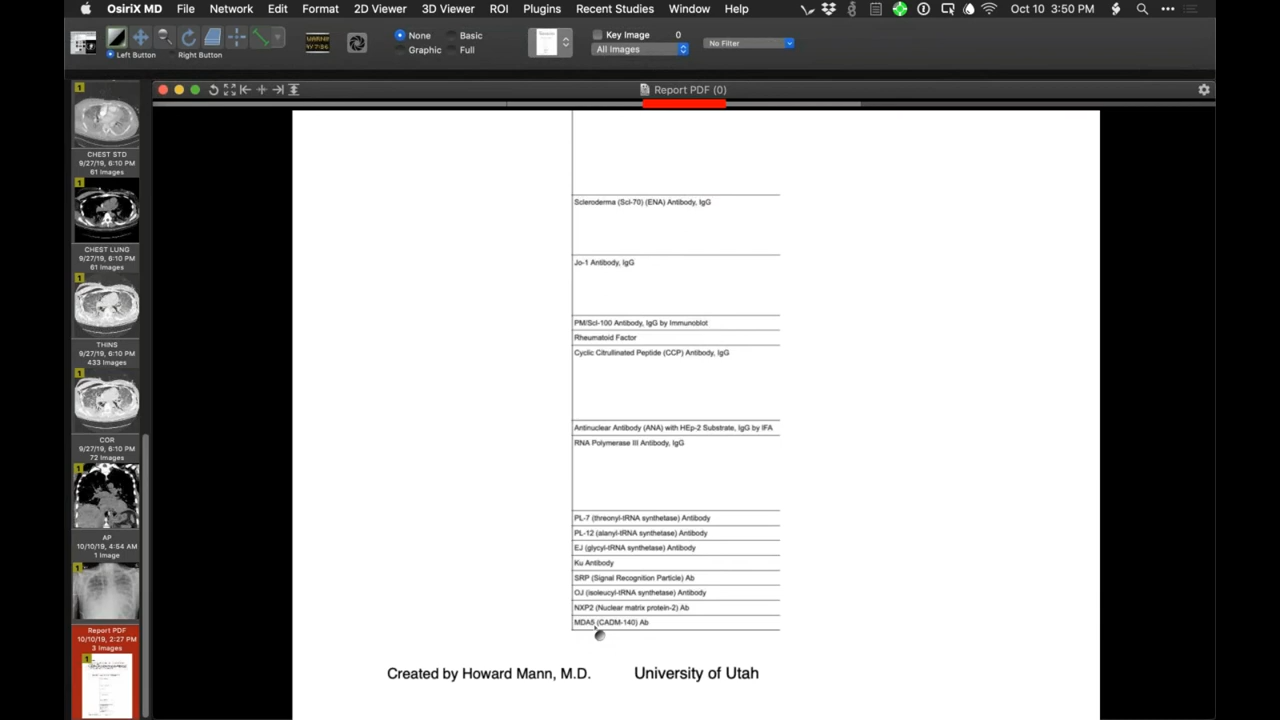 OsiriX MD File Network Edit Format 2D Viewer 3D Viewer ROI Plugins Recent Studies Window Help Oct 10 3:50 PM
None Basic
Graphic Full
Left Button Right Button
Key Image 0
All Images
No Filter
Report PDF (0)
1
CHEST STD
9/27/19, 6:10 PM
61 Images
1
CHEST LUNG
9/27/19, 6:10 PM
61 Images
1
THINS
9/27/19, 6:10 PM
433 Images
1
COR
9/27/19, 6:10 PM
72 Images
1
AP
10/10/19, 4:54 AM
1 Image
1
Report PDF
10/10/19, 2:27 PM
3 Images
1
Scleroderma (Scl-70) (ENA) Antibody, IgG
Jo-1 Antibody, IgG
PM/Scl-100 Antibody, IgG by Immunoblot
Rheumatoid Factor
Cyclic Citrullinated Peptide (CCP) Antibody, IgG
Antinuclear Antibody (ANA) with HEp-2 Substrate, IgG by IFA
RNA Polymerase III Antibody, IgG
PL-7 (threonyl-tRNA synthetase) Antibody
PL-12 (alanyl-tRNA synthetase) Antibody
EJ (glycyl-tRNA synthetase) Antibody
Ku Antibody
SRP (Signal Recognition Particle) Ab
OJ (isoleucyl-tRNA synthetase) Antibody
NXP2 (Nuclear matrix protein-2) Ab
MDA5 (CADM-140) Ab
Created by Howard Mann, M.D. University of Utah